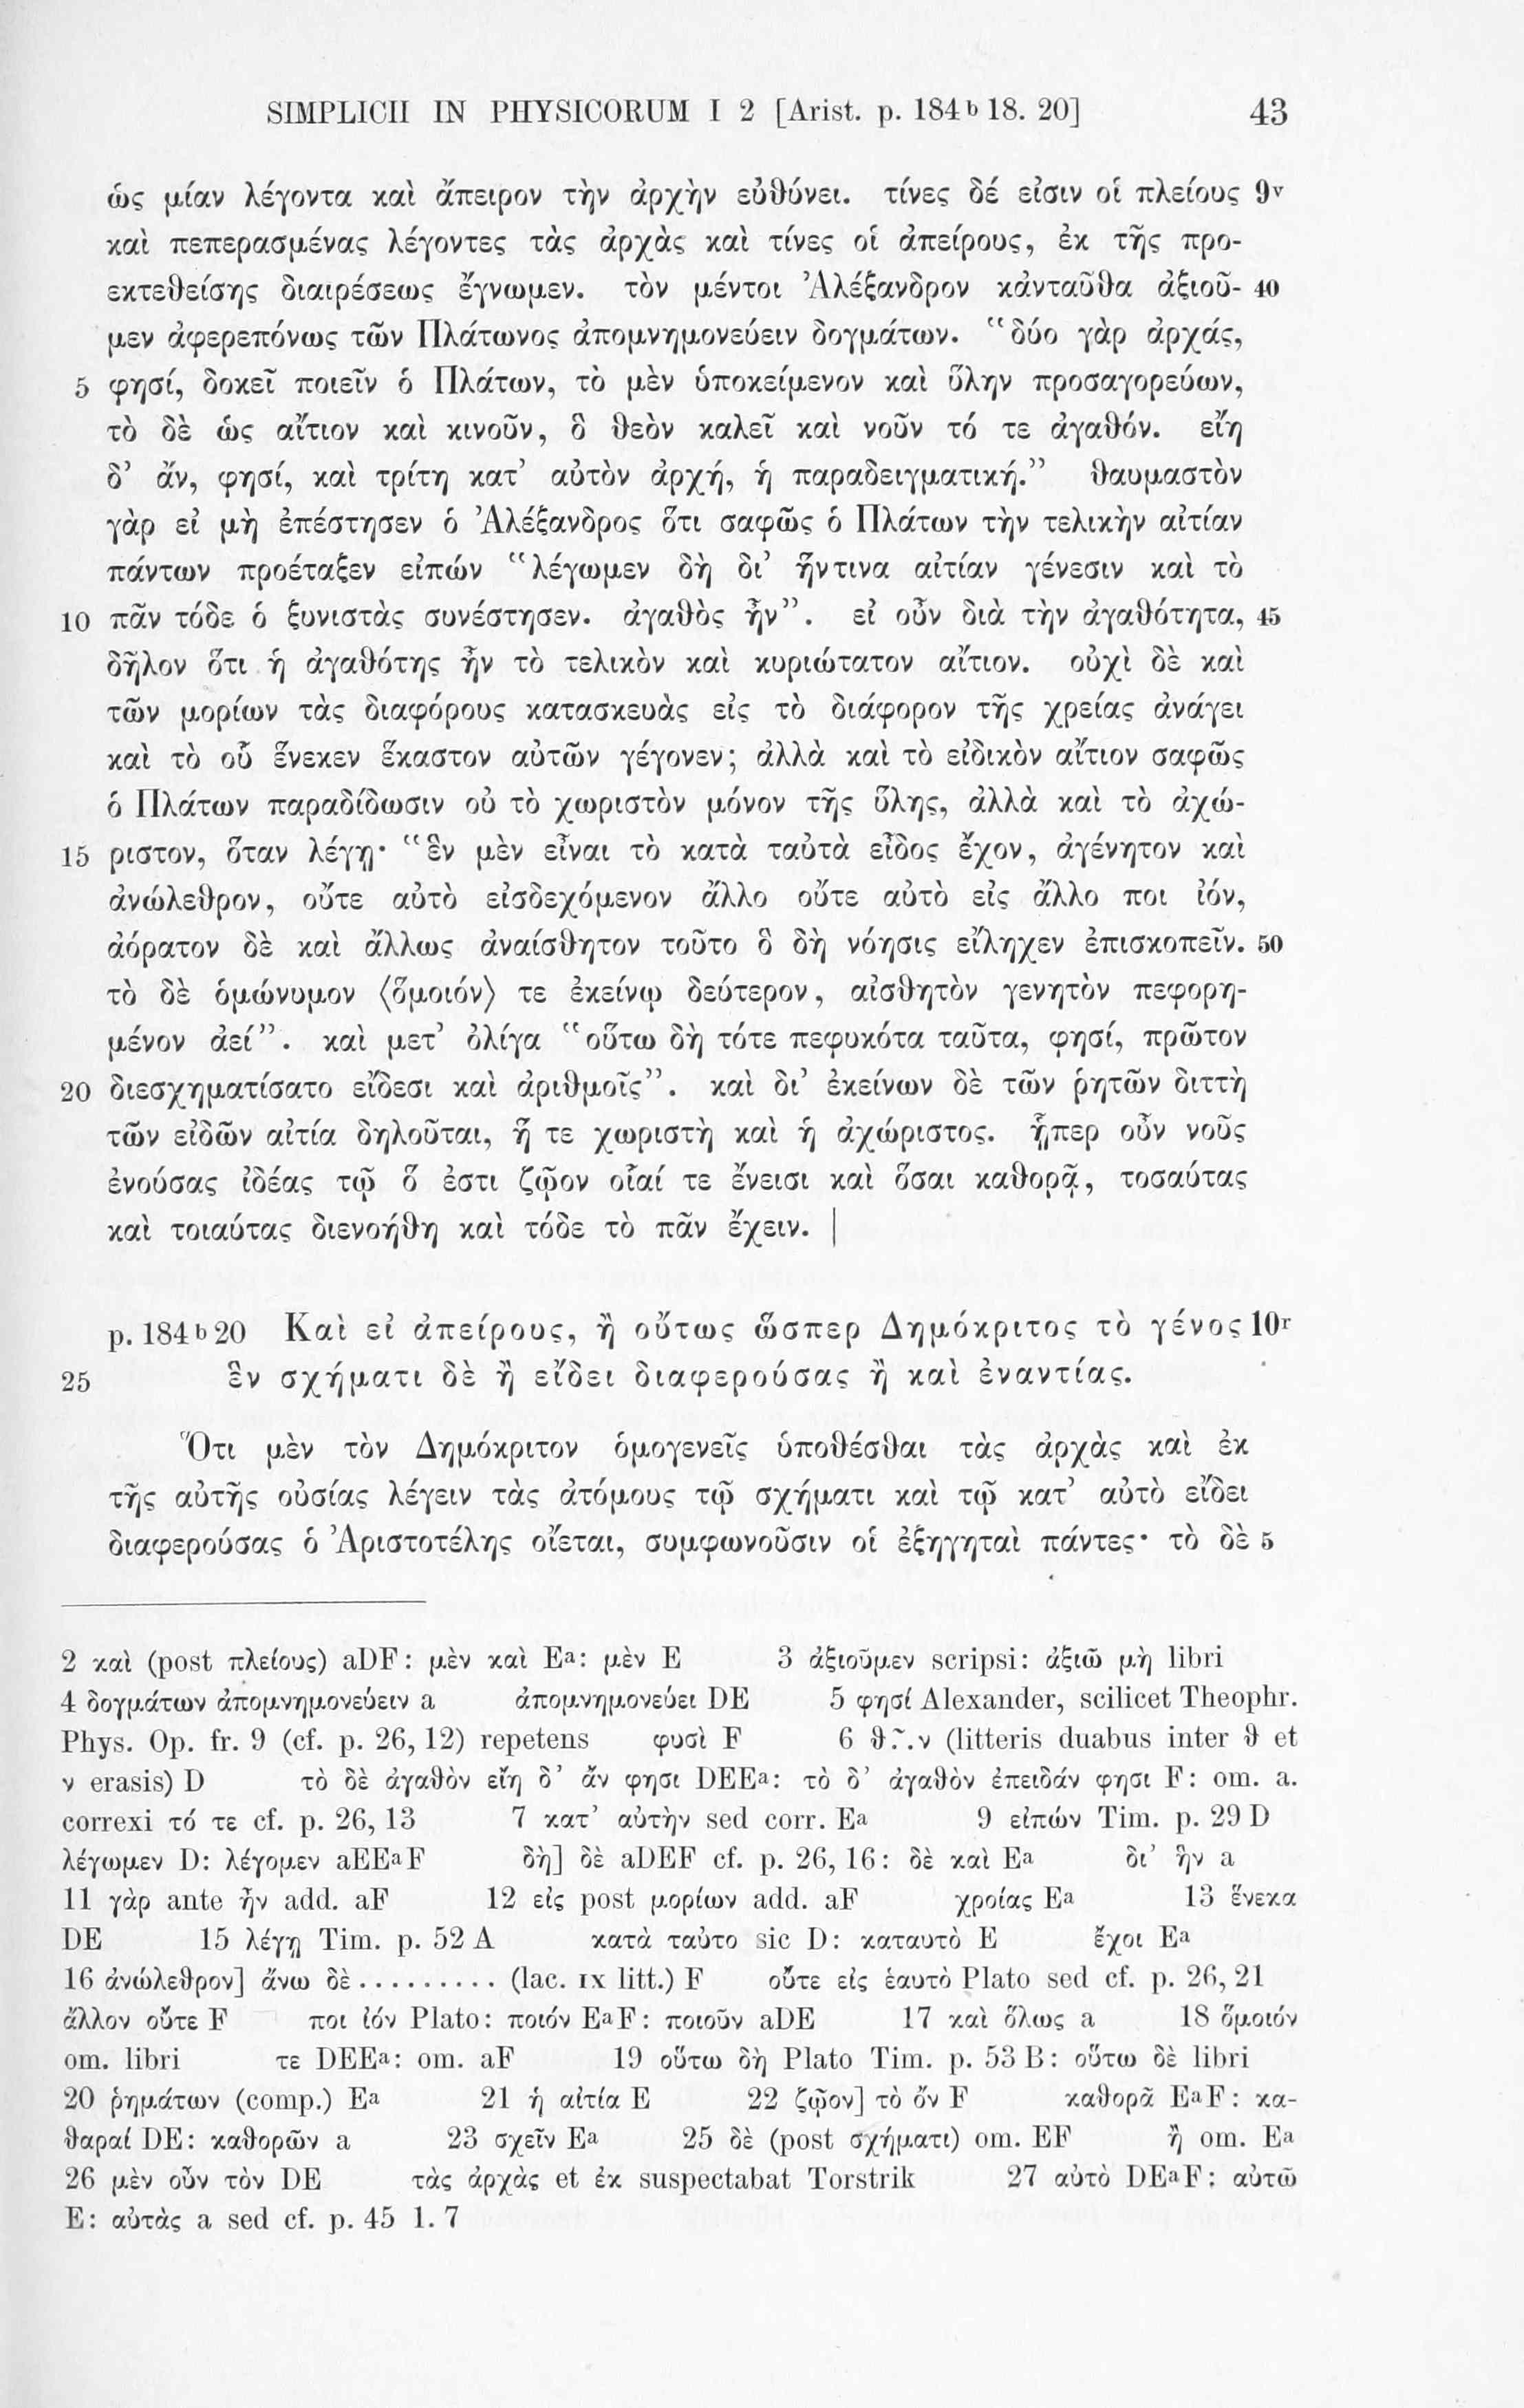 SIMPLICII IN PHYSICORUM I 2 [Arist. p. 184 b 18. 20] 43
ὡς μίαν λέγοντα καὶ ἄπειρον τὴν ἀρχὴν εὐθύνει. τίνες δέ εἰσιν οἱ πλείους 9v
καὶ πεπερασμένας λέγοντες τὰς ἀρχὰς καὶ τίνες οἱ ἀπείρους, ἐκ τῆς προ-
εκτεθείσης διαιρέσεως ἔγνωμεν. τὸν μέντοι Ἀλέξανδρον κἀνταῦθα ἀξιοῦ- 40
μεν ἀφερεπόνως τῶν Πλάτωνος ἀπομνημονεύειν δογμάτων. “δύο γὰρ ἀρχάς,
5 φησί, δοκεῖ ποιεῖν ὁ Πλάτων, τὸ μὲν ὑποκείμενον καὶ ὕλην προσαγορεύων,
τὸ δὲ ὡς αἴτιον καὶ κινοῦν, ὃ θεὸν καλεῖ καὶ νοῦν τό τε ἀγαθόν. εἴη
δ’ ἄν, φησί, καὶ τρίτη κατ’ αὐτὸν ἀρχή, ἡ παραδειγματική.” θαυμαστὸν
γὰρ εἰ μὴ ἐπέστησεν ὁ Ἀλέξανδρος ὅτι σαφῶς ὁ Πλάτων τὴν τελικὴν αἰτίαν
πάντων προέταξεν εἰπών “λέγωμεν δὴ δι’ ἥντινα αἰτίαν γένεσιν καὶ τὸ
10 πᾶν τόδε ὁ ξυνιστὰς συνέστησεν. ἀγαθὸς ἦν”. εἰ οὖν διὰ τὴν ἀγαθότητα, 45
δῆλον ὅτι ἡ ἀγαθότης ἦν τὸ τελικὸν καὶ κυριώτατον αἴτιον. οὐχὶ δὲ καὶ
τῶν μορίων τὰς διαφόρους κατασκευὰς εἰς τὸ διάφορον τῆς χρείας ἀνάγει
καὶ τὸ οὗ ἕνεκεν ἕκαστον αὐτῶν γέγονεν; ἀλλὰ καὶ τὸ εἰδικὸν αἴτιον σαφῶς
ὁ Πλάτων παραδίδωσιν οὐ τὸ χωριστὸν μόνον τῆς ὕλης, ἀλλὰ καὶ τὸ ἀχώ-
15 ριστον, ὅταν λέγῃ· “ἓν μὲν εἶναι τὸ κατὰ ταὐτὰ εἶδος ἔχον, ἀγένητον καὶ
ἀνώλεθρον, οὔτε αὐτὸ εἰσδεχόμενον ἄλλο οὔτε αὐτὸ εἰς ἄλλο ποι ἰόν,
ἀόρατον δὲ καὶ ἄλλως ἀναίσθητον τοῦτο ὃ δὴ νόησις εἴληχεν ἐπισκοπεῖν. 50
τὸ δὲ ὁμώνυμον ⟨ὅμοιόν⟩ τε ἐκείνῳ δεύτερον, αἰσθητὸν γενητὸν πεφορη-
μένον ἀεί”. καὶ μετ’ ὀλίγα “οὕτω δὴ τότε πεφυκότα ταῦτα, φησί, πρῶτον
20 διεσχηματίσατο εἴδεσι καὶ ἀριθμοῖς”. καὶ δι’ ἐκείνων δὲ τῶν ῥητῶν διττὴ
τῶν εἰδῶν αἰτία δηλοῦται, ἥ τε χωριστὴ καὶ ἡ ἀχώριστος. ᾗπερ οὖν νοῦς
ἐνούσας ἰδέας τῷ ὅ ἐστι ζῷον οἷαί τε ἔνεισι καὶ ὅσαι καθορᾷ, τοσαύτας
καὶ τοιαύτας διενοήθη καὶ τόδε τὸ πᾶν ἔχειν. |
p. 184 b 20 Καὶ εἰ ἀπείρους, ἢ οὕτως ὥσπερ Δημόκριτος τὸ γένος 10r
25 ἓν σχήματι δὲ ἢ εἴδει διαφερούσας ἢ καὶ ἐναντίας.
Ὅτι μὲν τὸν Δημόκριτον ὁμογενεῖς ὑποθέσθαι τὰς ἀρχὰς καὶ ἐκ
τῆς αὐτῆς οὐσίας λέγειν τὰς ἀτόμους τῷ σχήματι καὶ τῷ κατ’ αὐτὸ εἴδει
διαφερούσας ὁ Ἀριστοτέλης οἴεται, συμφωνοῦσιν οἱ ἐξηγηταὶ πάντες· τὸ δὲ 5
2 καὶ (post πλείους) aDF: μὲν καὶ Ea: μὲν E 3 ἀξιοῦμεν scripsi: ἀξιῶ μὴ libri
4 δογμάτων ἀπομνημονεύειν a ἀπομνημονεύει DE 5 φησί Alexander, scilicet Theophr.
Phys. Op. fr. 9 (cf. p. 26, 12) repetens φυσὶ F 6 θ῀.ν (litteris duabus inter θ et
ν erasis) D τὸ δὲ ἀγαθὸν εἴη δ’ ἄν φησι DEEa: τὸ δ’ ἀγαθὸν ἐπειδάν φησι F: om. a.
correxi τό τε cf. p. 26, 13 7 κατ’ αὐτὴν sed corr. Ea 9 εἰπών Tim. p. 29 D
λέγωμεν D: λέγομεν aEEaF δὴ] δὲ aDEF cf. p. 26, 16: δὲ καὶ Ea δι’ ἣν a
11 γὰρ ante ἦν add. aF 12 εἰς post μορίων add. aF χροίας Ea 13 ἕνεκα
DE 15 λέγῃ Tim. p. 52 A κατὰ ταὐτο sic D: καταυτὸ E ἔχοι Ea
16 ἀνώλεθρον] ἄνω δὲ ......... (lac. IX litt.) F οὔτε εἰς ἑαυτὸ Plato sed cf. p. 26, 21
ἄλλον οὔτε F ποι ἰόν Plato: ποιόν EaF: ποιοῦν aDE 17 καὶ ὅλως a 18 ὅμοιόν
om. libri τε DEEa: om. aF 19 οὕτω δὴ Plato Tim. p. 53 B: οὕτω δὲ libri
20 ῥημάτων (comp.) Ea 21 ἡ αἰτία E 22 ζῷον] τὸ ὄν F καθορᾶ EaF: κα-
θαραί DE: καθορῶν a 23 σχεῖν Ea 25 δὲ (post σχήματι) om. EF ἢ om. Ea
26 μὲν οὖν τὸν DE τὰς ἀρχὰς et ἐκ suspectabat Torstrik 27 αὐτὸ DEaF: αὐτῶ
E: αὐτὰς a sed cf. p. 45 l. 7